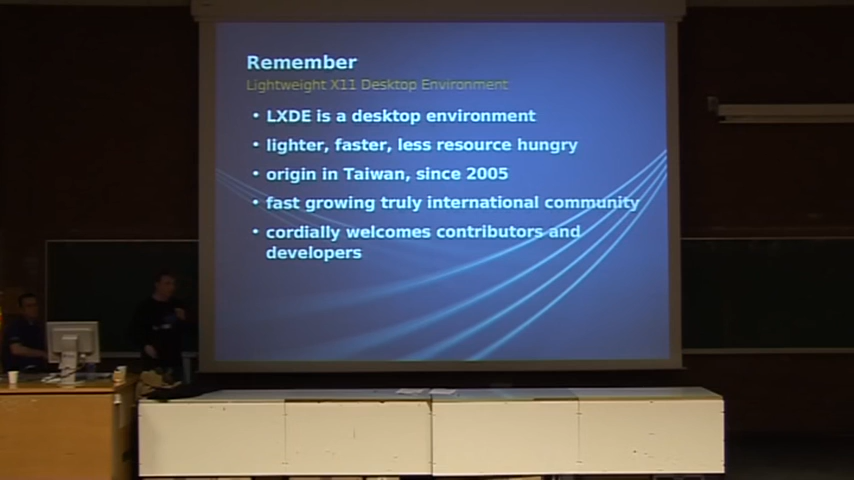 Remember
Lightweight X11 Desktop Environment
• LXDE is a desktop environment
• lighter, faster, less resource hungry
• origin in Taiwan, since 2005
• fast growing truly international community
• cordially welcomes contributors and
developers